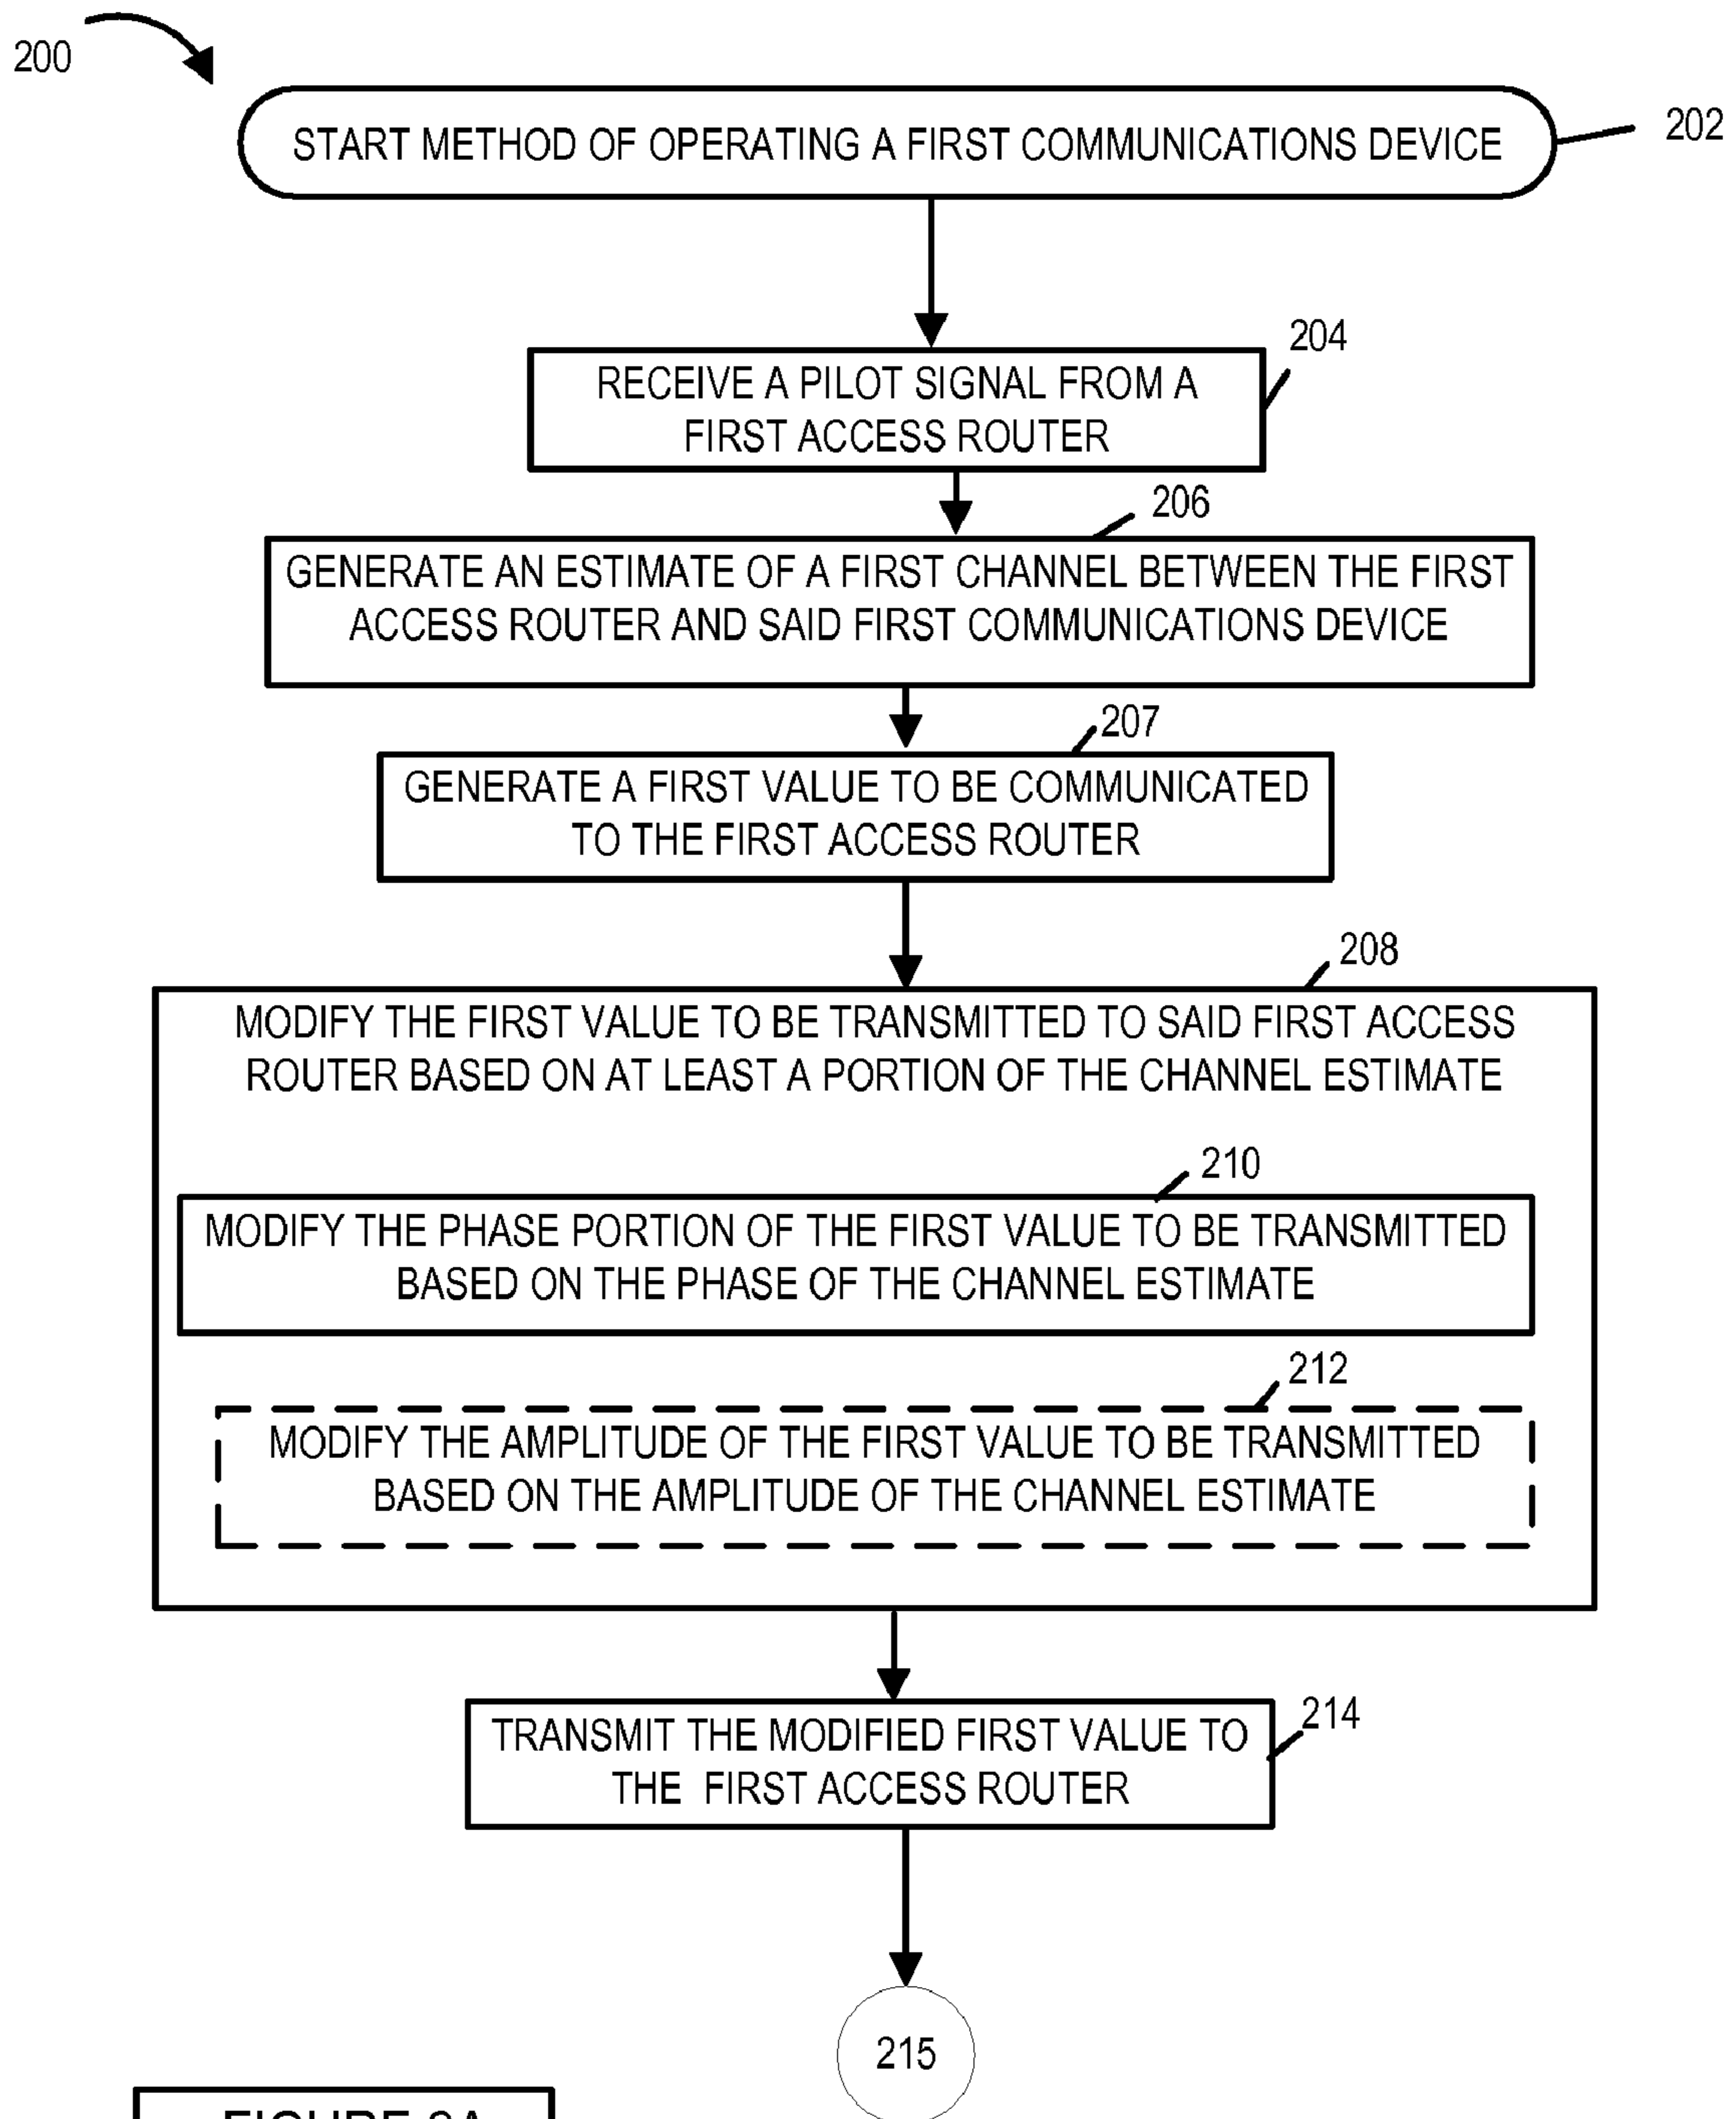 200
START METHOD OF OPERATING A FIRST COMMUNICATIONS DEVICE
202
204
RECEIVE A PILOT SIGNAL FROM A
FIRST ACCESS ROUTER
206
GENERATE AN ESTIMATE OF A FIRST CHANNEL BETWEEN THE FIRST
ACCESS ROUTER AND SAID FIRST COMMUNICATIONS DEVICE
207
GENERATE A FIRST VALUE TO BE COMMUNICATED
TO THE FIRST ACCESS ROUTER
208
MODIFY THE FIRST VALUE TO BE TRANSMITTED TO SAID FIRST ACCESS
ROUTER BASED ON AT LEAST A PORTION OF THE CHANNEL ESTIMATE
210
MODIFY THE PHASE PORTION OF THE FIRST VALUE TO BE TRANSMITTED
BASED ON THE PHASE OF THE CHANNEL ESTIMATE
212
MODIFY THE AMPLITUDE OF THE FIRST VALUE TO BE TRANSMITTED
BASED ON THE AMPLITUDE OF THE CHANNEL ESTIMATE
214
TRANSMIT THE MODIFIED FIRST VALUE TO
THE FIRST ACCESS ROUTER
215
FIGURE